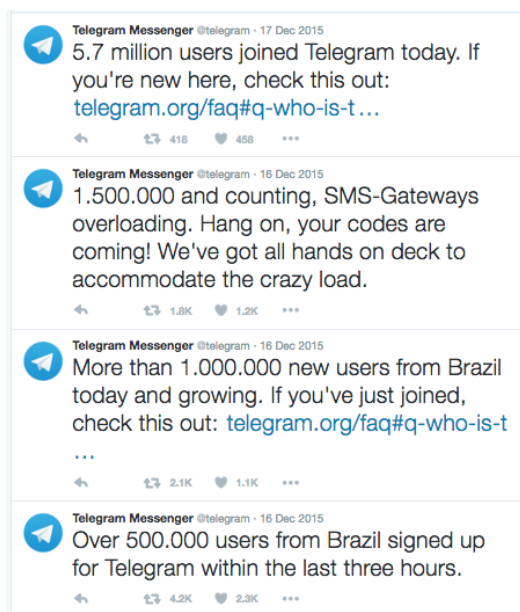 Telegram Messenger @telegram · 17 Dec 2015
5.7 million users joined Telegram today. If
you're new here, check this out:
telegram.org/faq#q-who-is-t…
418 458
Telegram Messenger @telegram · 16 Dec 2015
1.500.000 and counting, SMS-Gateways
overloading. Hang on, your codes are
coming! We've got all hands on deck to
accommodate the crazy load.
1.8K 1.2K
Telegram Messenger @telegram · 16 Dec 2015
More than 1.000.000 new users from Brazil
today and growing. If you've just joined,
check this out: telegram.org/faq#q-who-is-t
…
2.1K 1.1K
Telegram Messenger @telegram · 16 Dec 2015
Over 500.000 users from Brazil signed up
for Telegram within the last three hours.
4.2K 2.3K